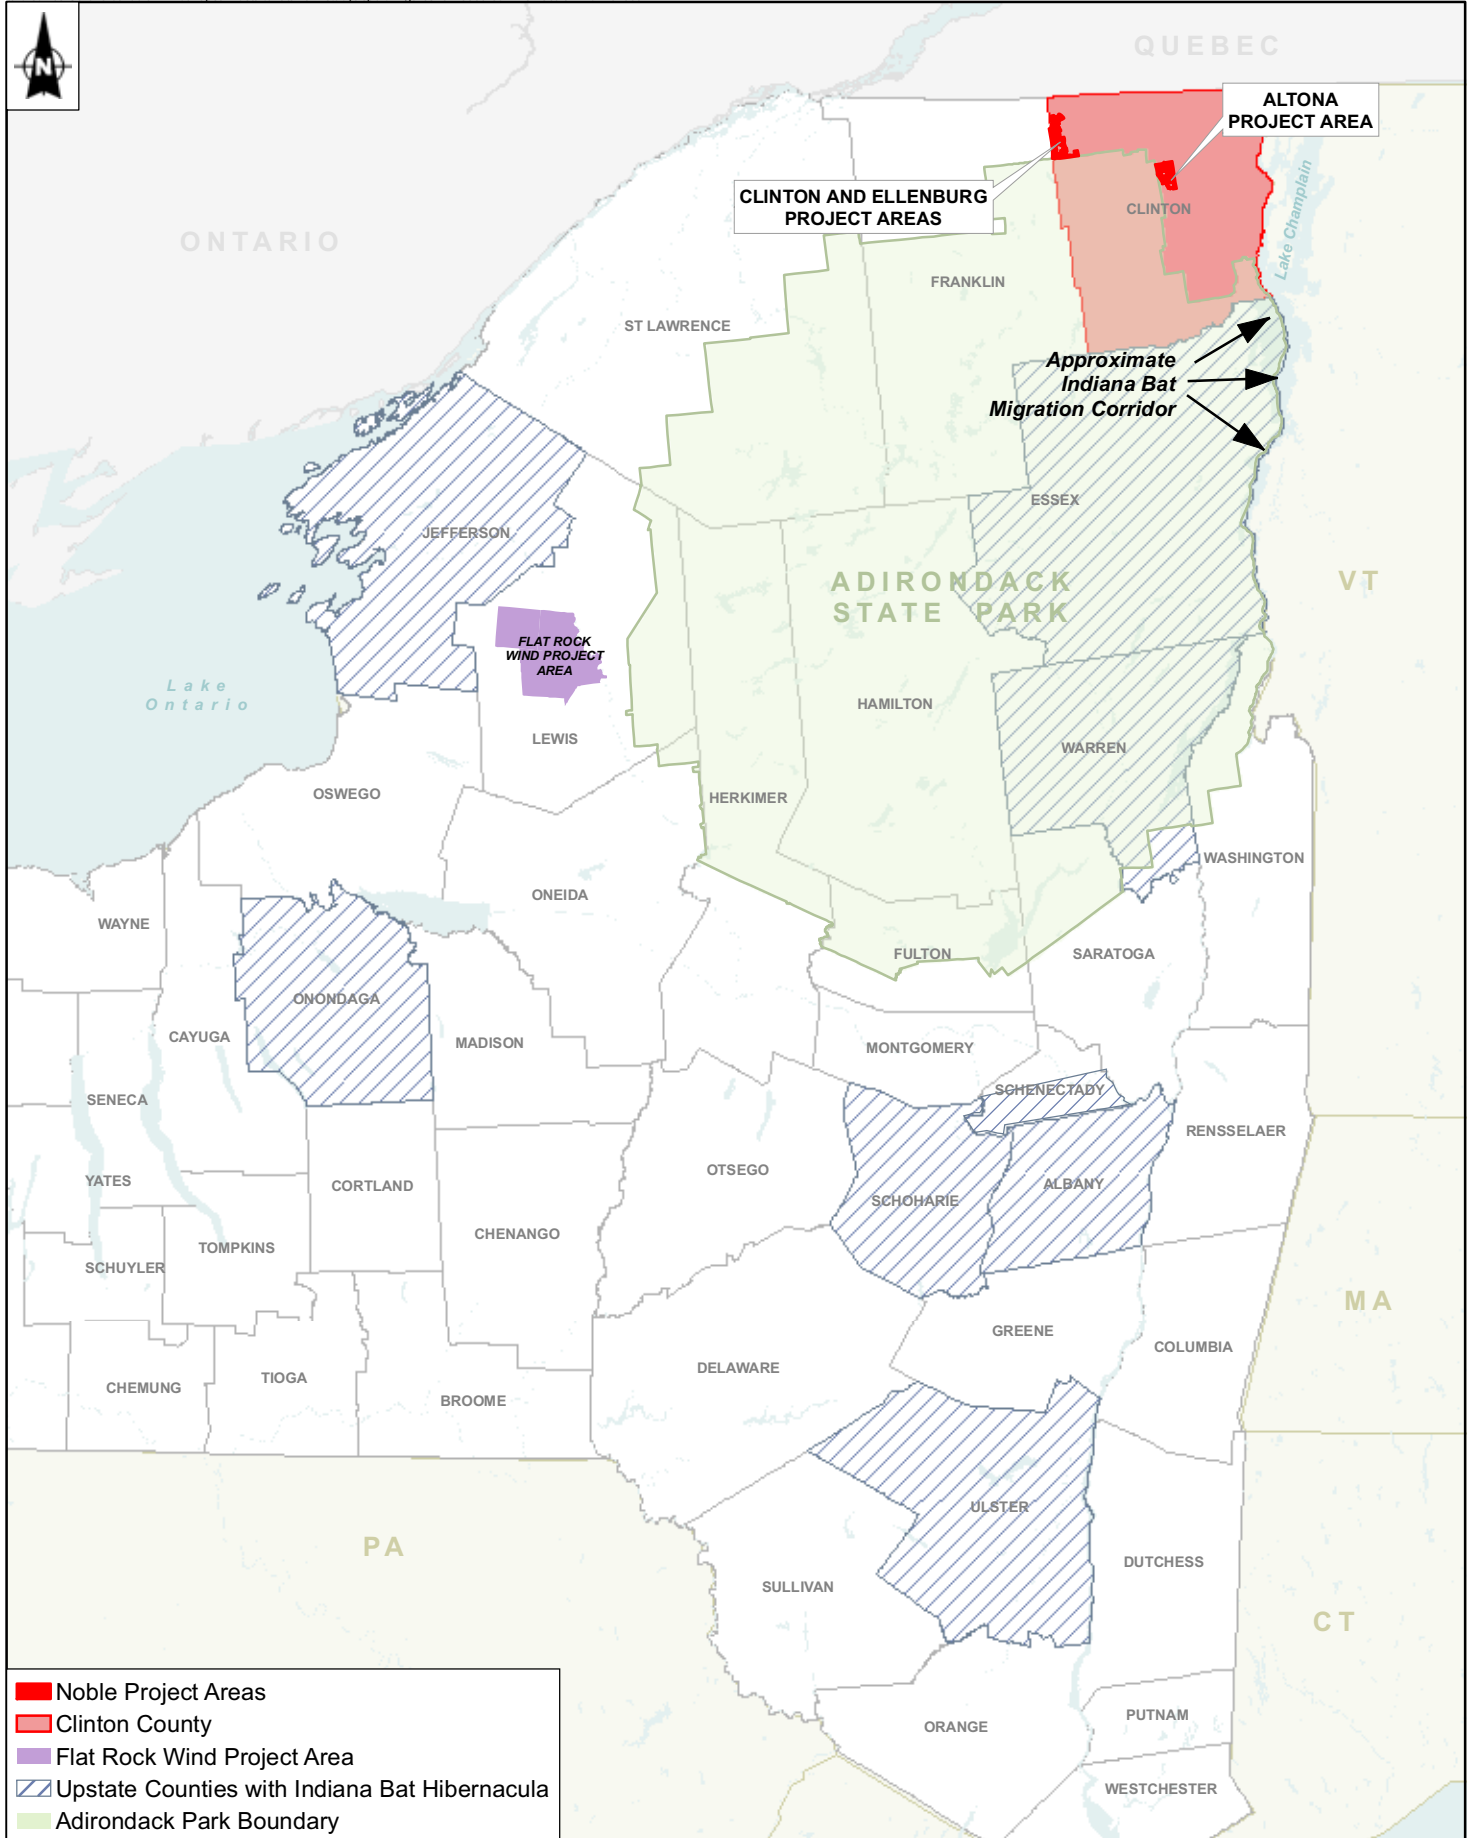 N
QUEBEC
ALTONA
PROJECT AREA
CLINTON AND ELLENBURG
PROJECT AREAS
CLINTON
Lake Champlain
ONTARIO
FRANKLIN
ST LAWRENCE
Approximate
Indiana Bat
Migration Corridor
ESSEX
JEFFERSON
ADIRONDACK
STATE PARK
VT
FLAT ROCK
WIND PROJECT
AREA
Lake
Ontario
HAMILTON
LEWIS
WARREN
OSWEGO
HERKIMER
WASHINGTON
ONEIDA
WAYNE
FULTON
SARATOGA
ONONDAGA
CAYUGA
MADISON
MONTGOMERY
SCHENECTADY
SENECA
RENSSELAER
OTSEGO
YATES
CORTLAND
SCHOHARIE
ALBANY
CHENANGO
TOMPKINS
SCHUYLER
MA
GREENE
COLUMBIA
DELAWARE
TIOGA
CHEMUNG
BROOME
ULSTER
PA
DUTCHESS
SULLIVAN
CT
ORANGE
PUTNAM
WESTCHESTER
Noble Project Areas
Clinton County
Flat Rock Wind Project Area
Upstate Counties with Indiana Bat Hibernacula
Adirondack Park Boundary